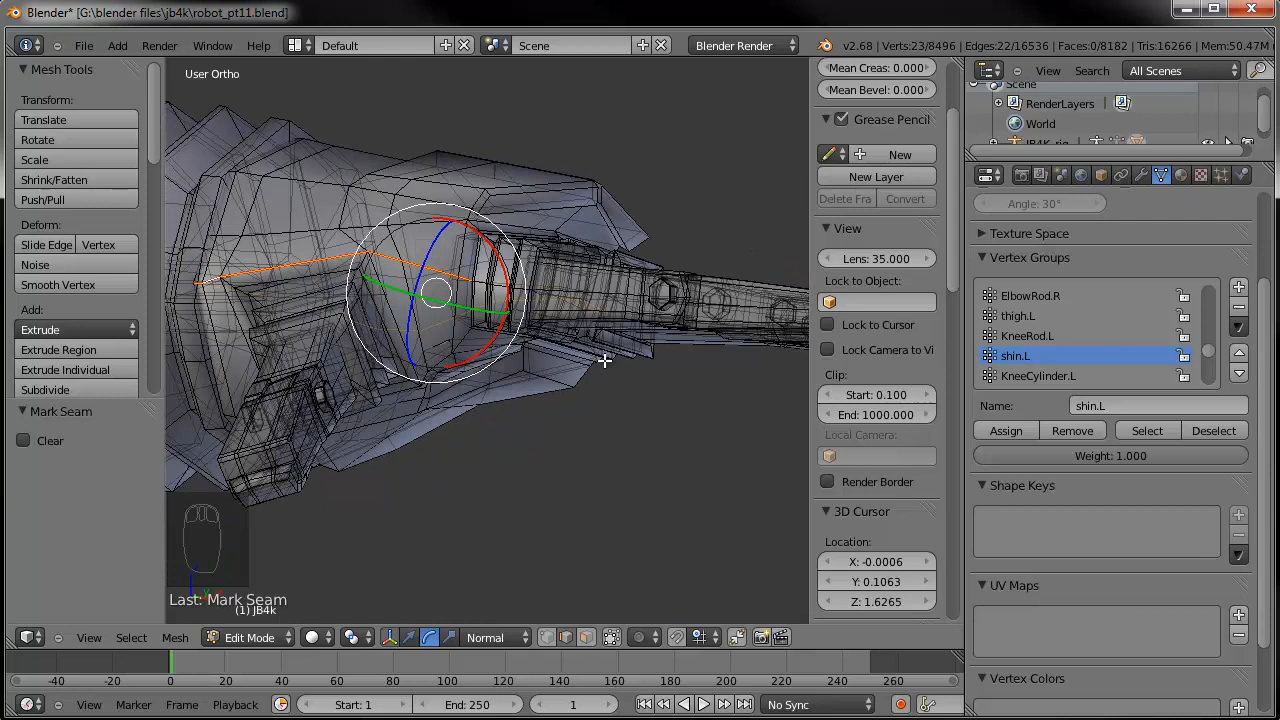 Blender* [G:\blender files\jb4k\robot_pt11.blend]
File Add Render Window Help Default Scene Blender Render v2.68 | Verts:23/8496 | Edges:22/16536 | Faces:0/8182 | Tris:16266 | Mem:50.47M
Mesh Tools
Transform:
Translate
Rotate
Scale
Shrink/Fatten
Push/Pull
Deform:
Slide Edge Vertex
Noise
Smooth Vertex
Add:
Extrude
Extrude Region
Extrude Individual
Subdivide
Mark Seam
Clear
User Ortho
Last: Mark Seam
(1) JB4k
Mean Creas: 0.000
Mean Bevel: 0.000
Grease Pencil
New
New Layer
Delete Fra Convert
View
Lens: 35.000
Lock to Object:
Lock to Cursor
Lock Camera to Vi
Clip:
Start: 0.100
End: 1000.000
Local Camera:
Render Border
3D Cursor
Location:
X: -0.0006
Y: 0.1063
Z: 1.6265
View Search All Scenes
Scene
RenderLayers
World
JB4K_rig
Angle: 30°
Texture Space
Vertex Groups
ElbowRod.R
thigh.L
KneeRod.L
shin.L
KneeCylinder.L
Name: shin.L
Assign Remove Select Deselect
Weight: 1.000
Shape Keys
UV Maps
Vertex Colors
View Select Mesh Edit Mode Normal
-40 -20 0 20 40 60 80 100 120 140 160 180 200 220 240 260
View Marker Frame Playback Start: 1 End: 250 1 No Sync